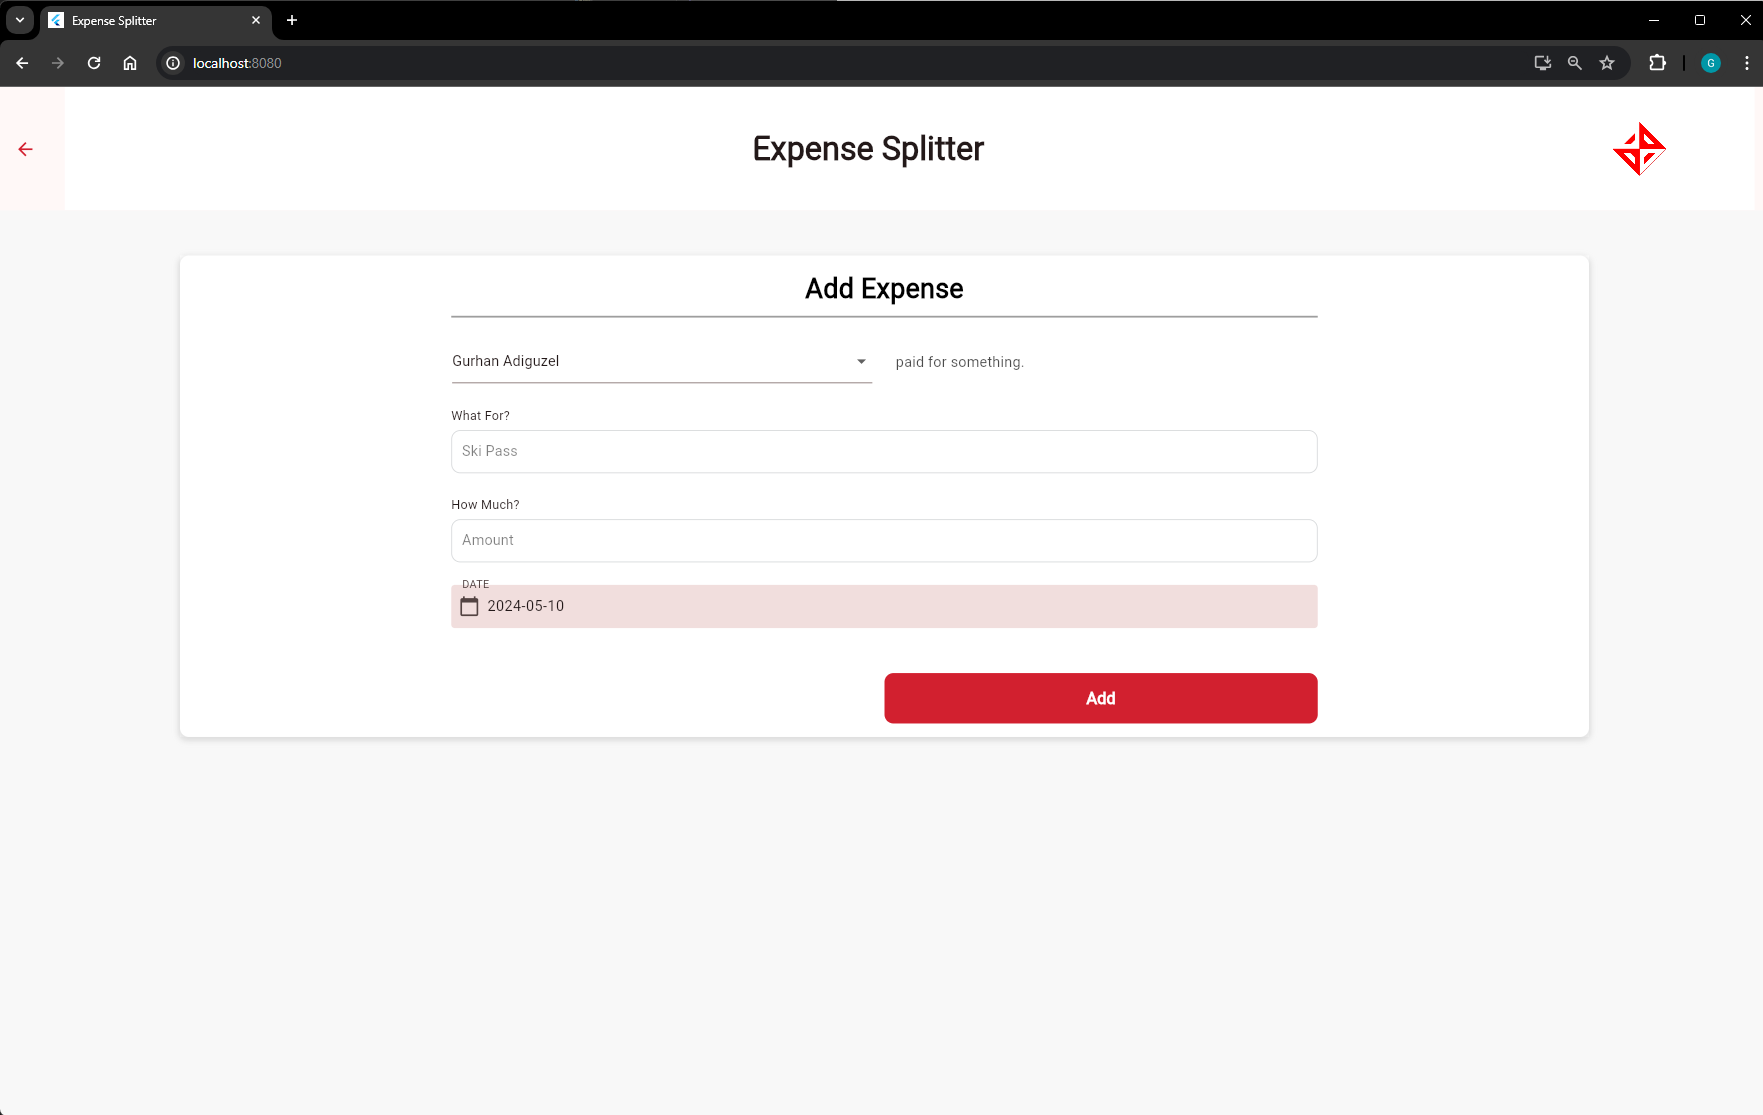 Expense Splitter
localhost:8080
G
Expense Splitter
Add Expense
Gurhan Adiguzel
paid for something.
What For?
Ski Pass
How Much?
Amount
DATE
2024-05-10
Add